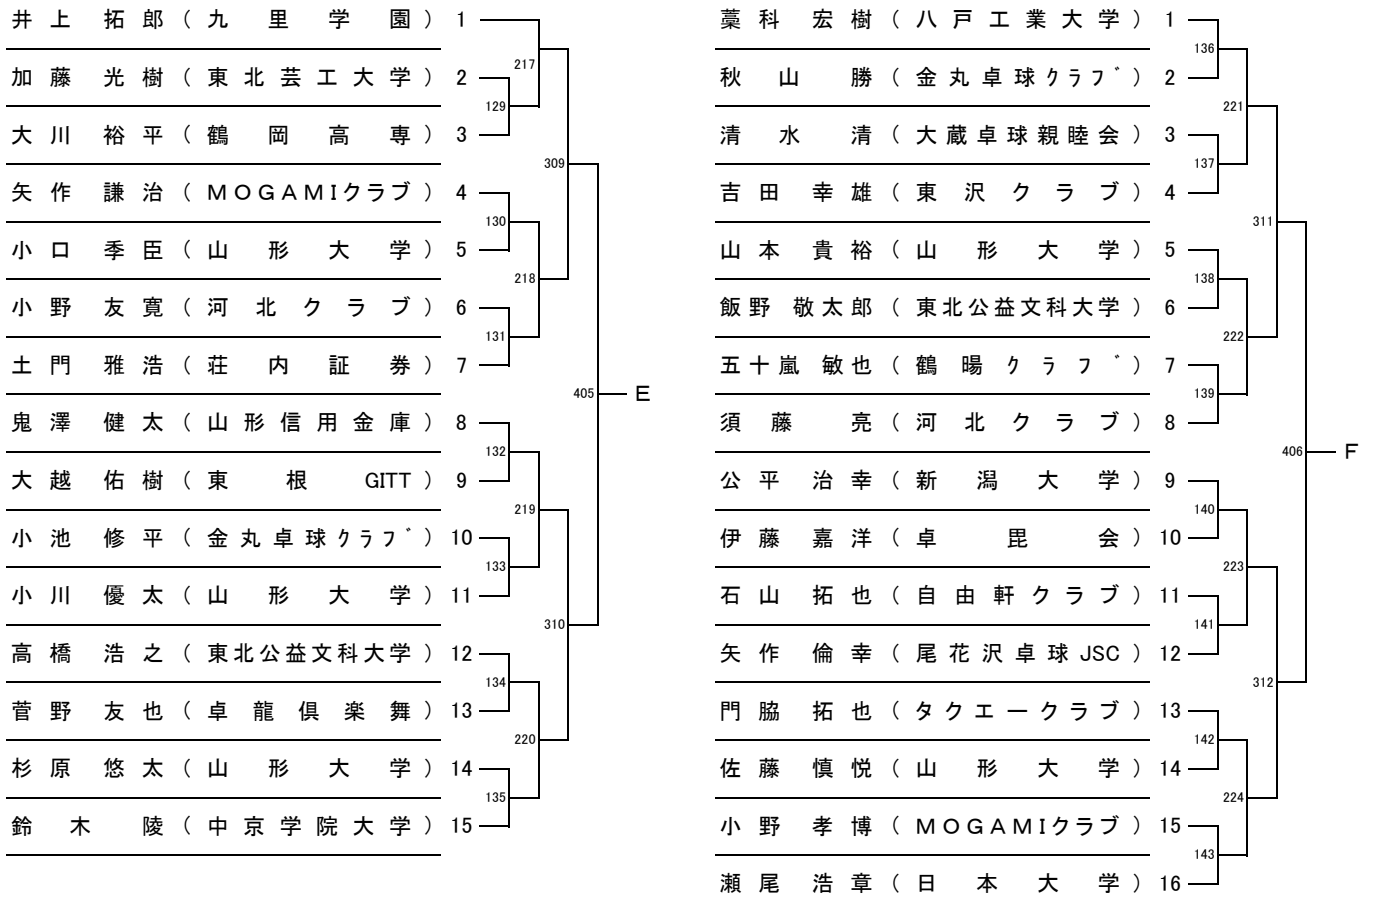 井上 拓郎 (九里学園) 1
加藤 光樹 (東北芸工大学) 2
大川 裕平 (鶴岡高専) 3
矢作 謙治 (MOGAMIクラブ) 4
小口 季臣 (山形大学) 5
小野 友寛 (河北クラブ) 6
土門 雅浩 (荘内証券) 7
鬼澤 健太 (山形信用金庫) 8
大越 佑樹 (東根GITT) 9
小池 修平 (金丸卓球ｸﾗﾌﾞ) 10
小川 優太 (山形大学) 11
高橋 浩之 (東北公益文科大学) 12
菅野 友也 (卓龍倶楽舞) 13
杉原 悠太 (山形大学) 14
鈴木 陵 (中京学院大学) 15
217
129
309
130
218
131
405
E
132
219
133
310
134
220
135
藁科 宏樹 (八戸工業大学) 1
秋山 勝 (金丸卓球ｸﾗﾌﾞ) 2
清水 清 (大蔵卓球親睦会) 3
吉田 幸雄 (東沢クラブ) 4
山本 貴裕 (山形大学) 5
飯野 敬太郎 (東北公益文科大学) 6
五十嵐 敏也 (鶴暘ｸﾗﾌﾞ) 7
須藤 亮 (河北クラブ) 8
公平 治幸 (新潟大学) 9
伊藤 嘉洋 (卓毘会) 10
石山 拓也 (自由軒クラブ) 11
矢作 倫幸 (尾花沢卓球JSC) 12
門脇 拓也 (タクエークラブ) 13
佐藤 慎悦 (山形大学) 14
小野 孝博 (MOGAMIクラブ) 15
瀬尾 浩章 (日本大学) 16
136
221
137
311
138
222
139
406
F
140
223
141
312
142
224
143